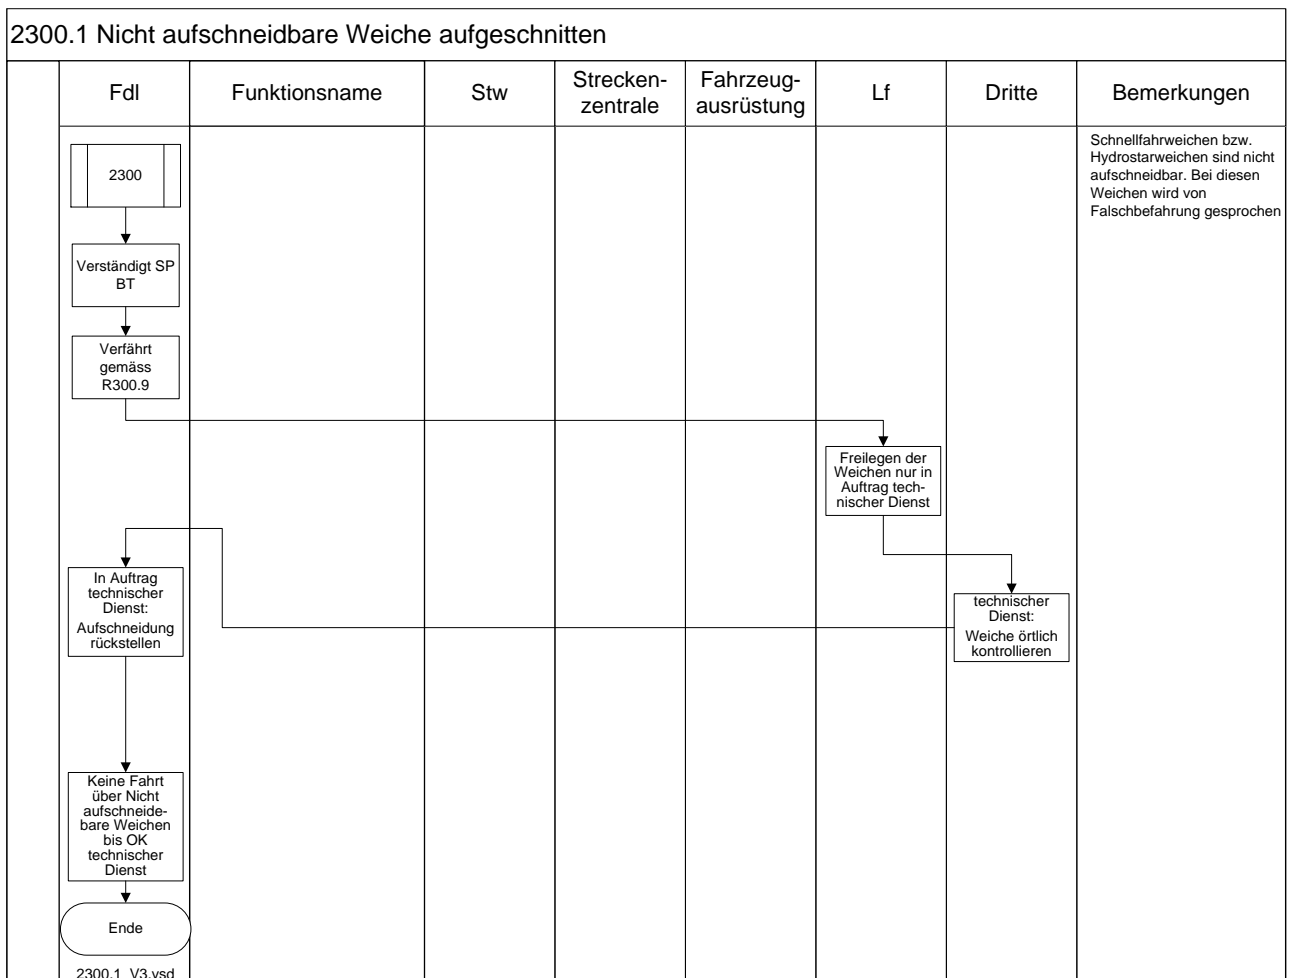 2300.1 Nicht aufschneidbare Weiche aufgeschnitten
Fdl
Funktionsname
Stw
Strecken-
zentrale
Fahrzeug-
ausrüstung
Lf
Dritte
Bemerkungen
Schnellfahrweichen bzw.
Hydrostarweichen sind nicht
aufschneidbar. Bei diesen
Weichen wird von
Falschbefahrung gesprochen
2300
Verständigt SP
BT
Verfährt
gemäss
R300.9
Freilegen der
Weichen nur in
Auftrag tech-
nischer Dienst
technischer
Dienst:
Weiche örtlich
kontrollieren
In Auftrag
technischer
Dienst:
Aufschneidung
rückstellen
Keine Fahrt
über Nicht
aufschneide-
bare Weichen
bis OK
technischer
Dienst
Ende
2300.1_V3.vsd